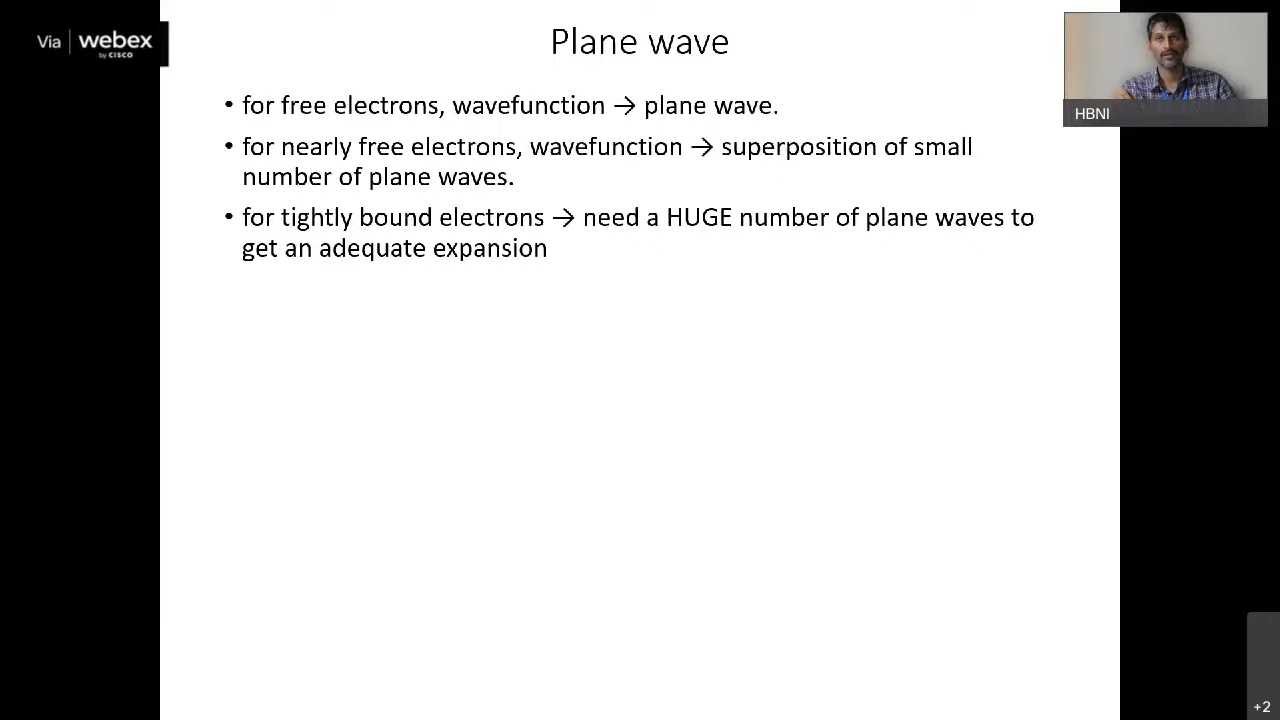 Via webex
by CISCO
Plane wave
HBNI
• for free electrons, wavefunction → plane wave.
• for nearly free electrons, wavefunction → superposition of small
number of plane waves.
• for tightly bound electrons → need a HUGE number of plane waves to
get an adequate expansion
+2